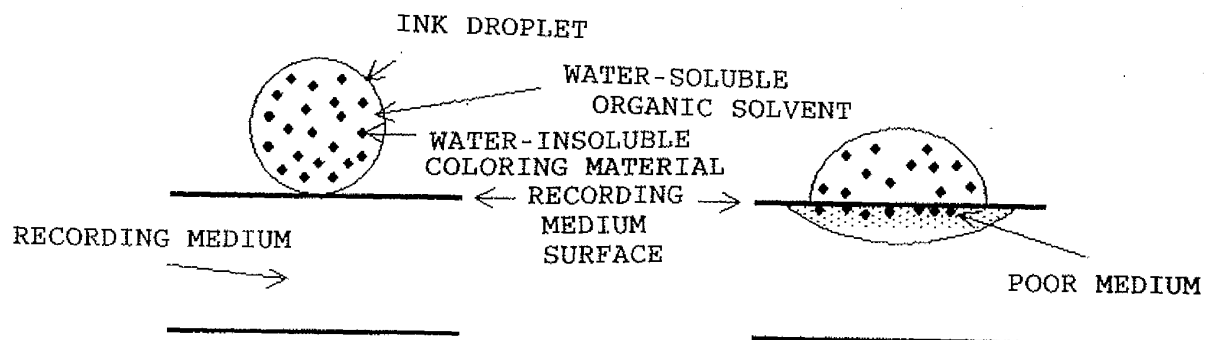 INK DROPLET
WATER-SOLUBLE
ORGANIC SOLVENT
WATER-INSOLUBLE
COLORING MATERIAL
RECORDING
MEDIUM
SURFACE
RECORDING MEDIUM
POOR MEDIUM